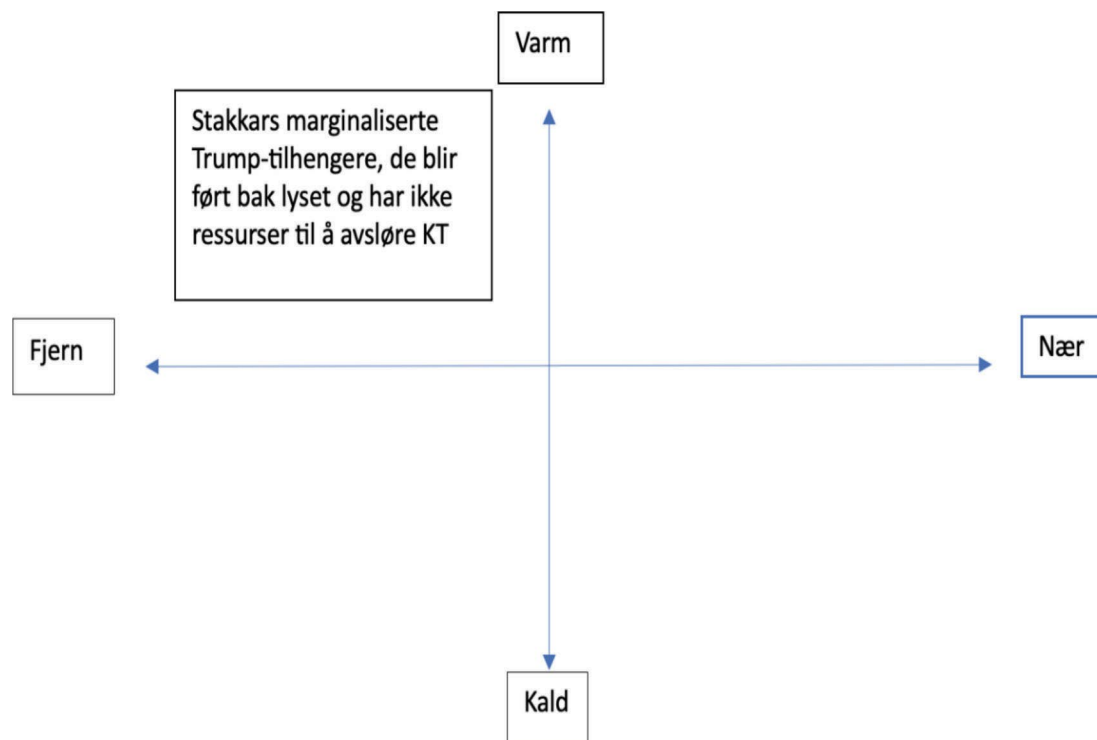 Varm
Stakkars marginaliserte
Trump-tilhengere, de blir
ført bak lyset og har ikke
ressurser til å avsløre KT
Fjern
Nær
Kald